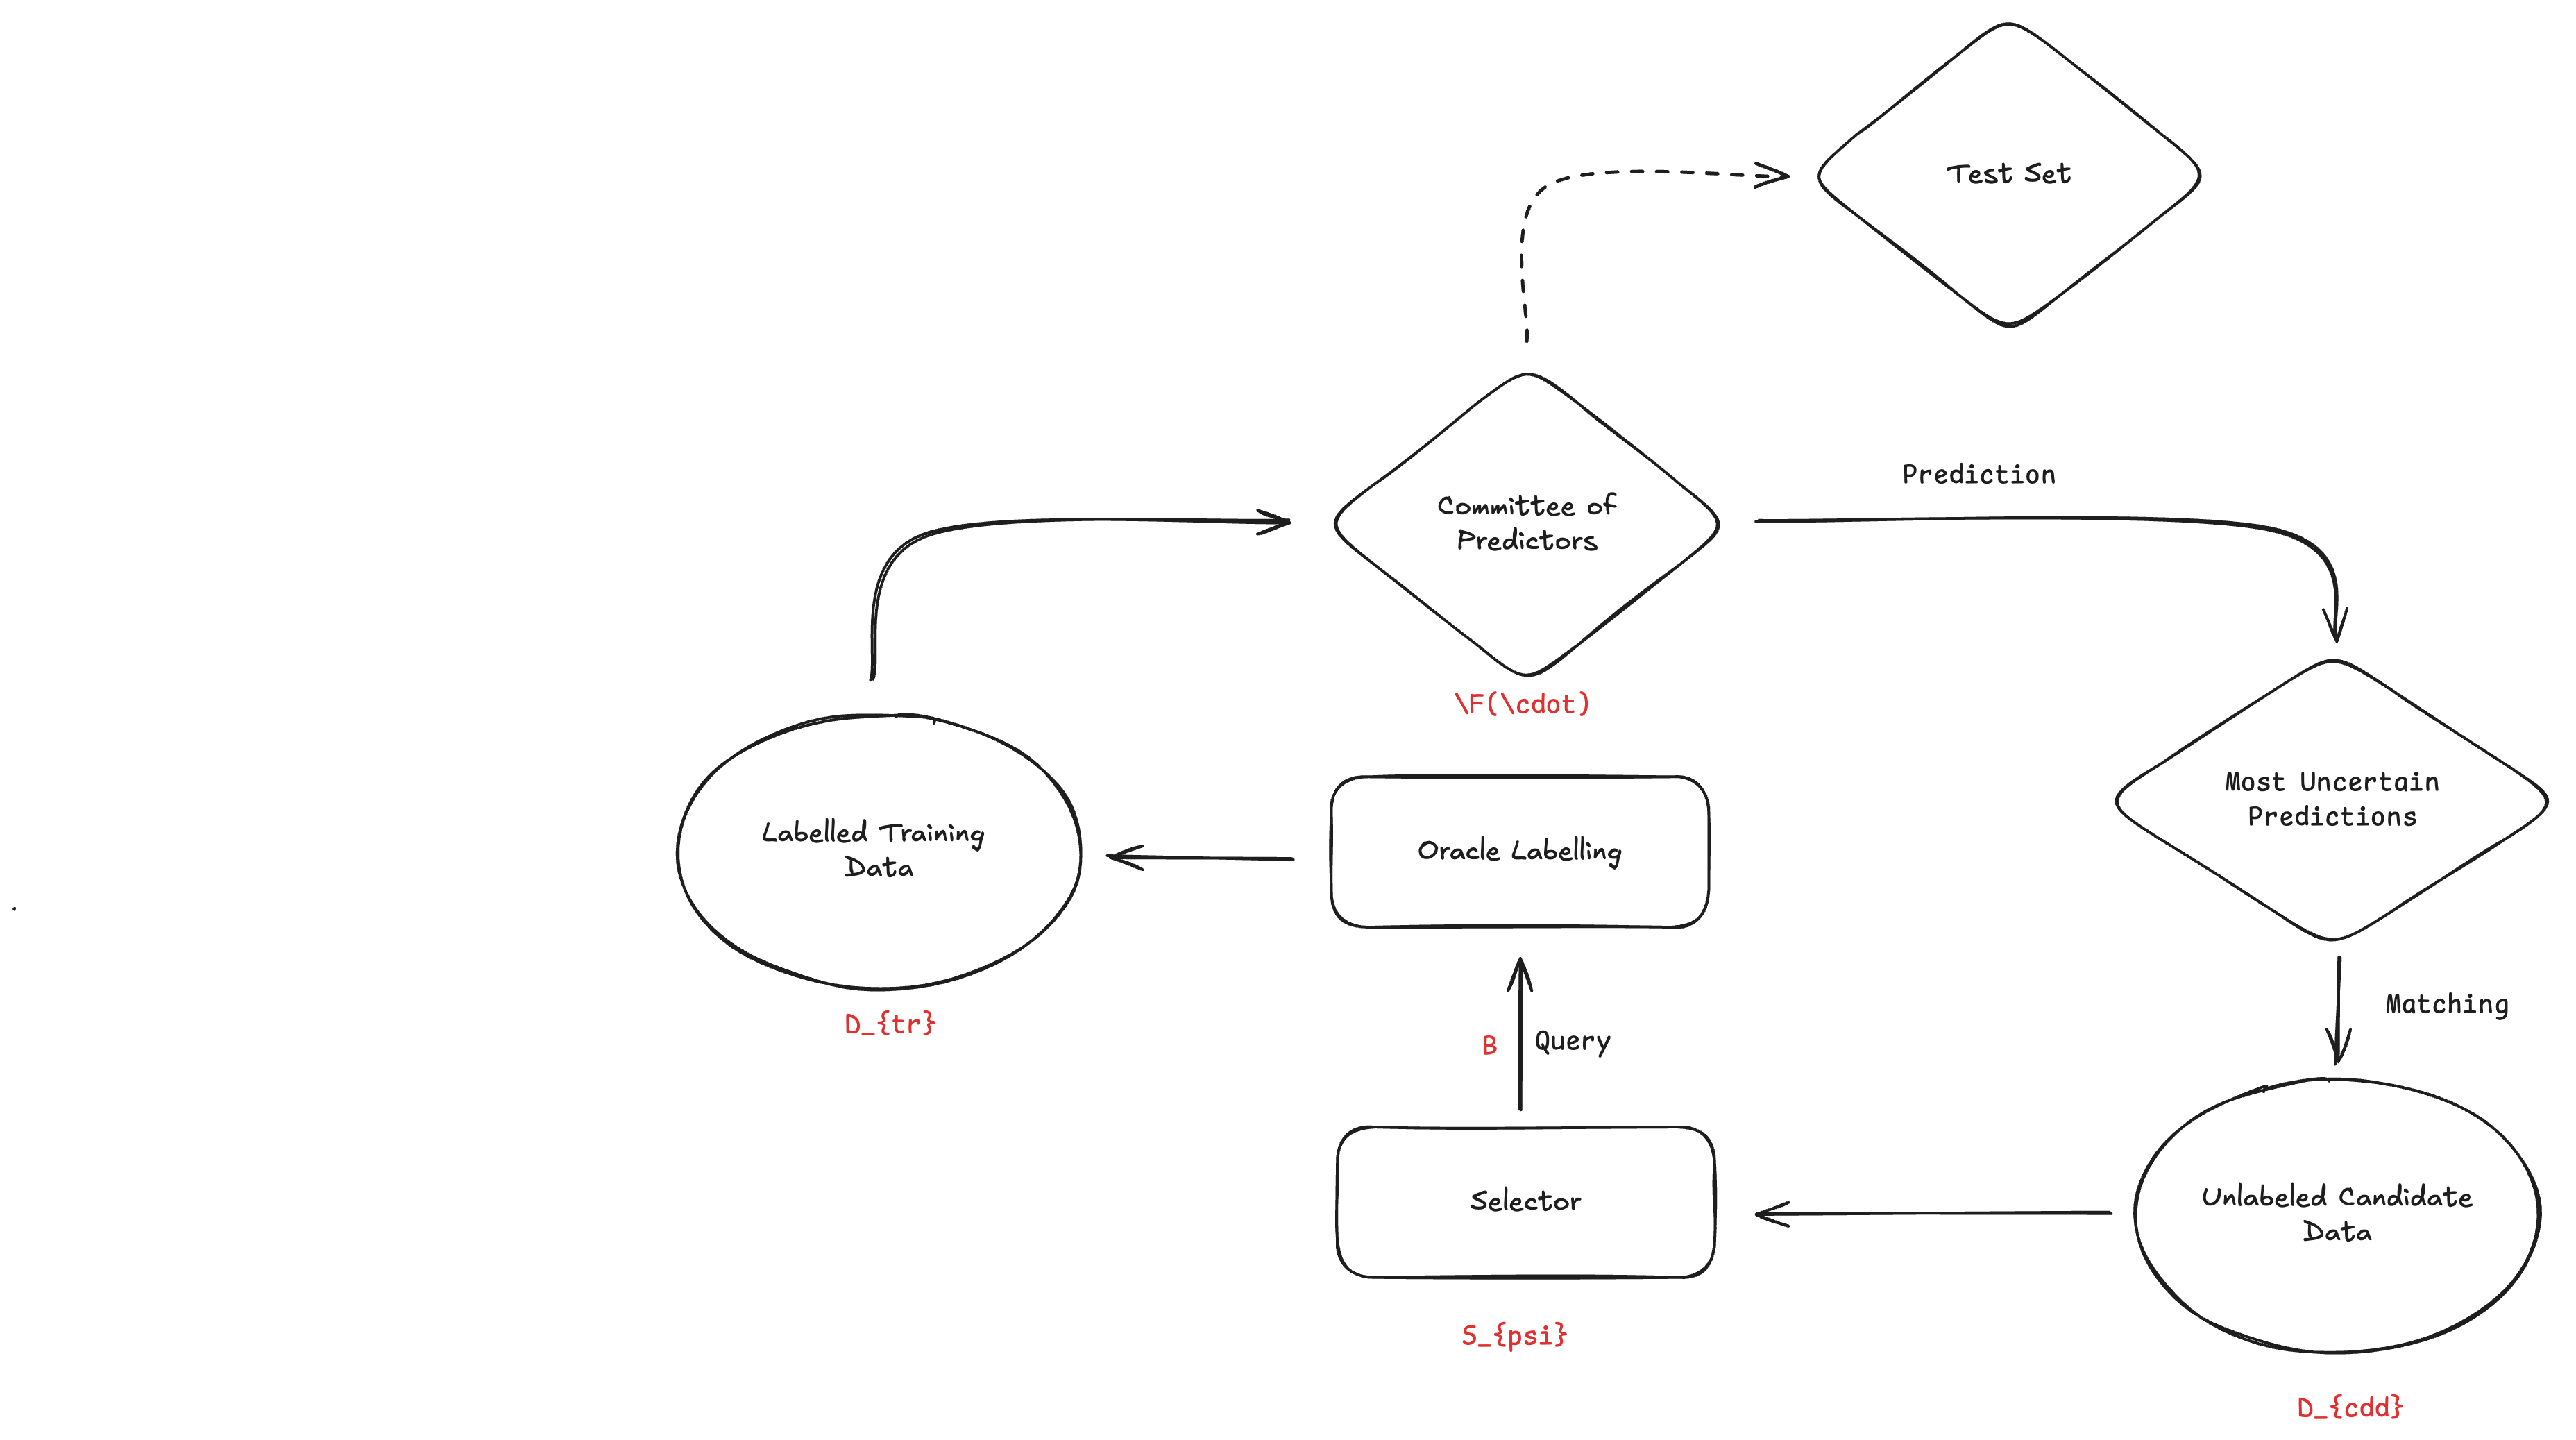 Test Set
Prediction
Committee of
Predictors
\F(\cdot)
Most Uncertain
Predictions
Labelled Training
Data
D_{tr}
Oracle Labelling
Matching
B
Query
Selector
S_{psi}
Unlabeled Candidate
Data
D_{cdd}